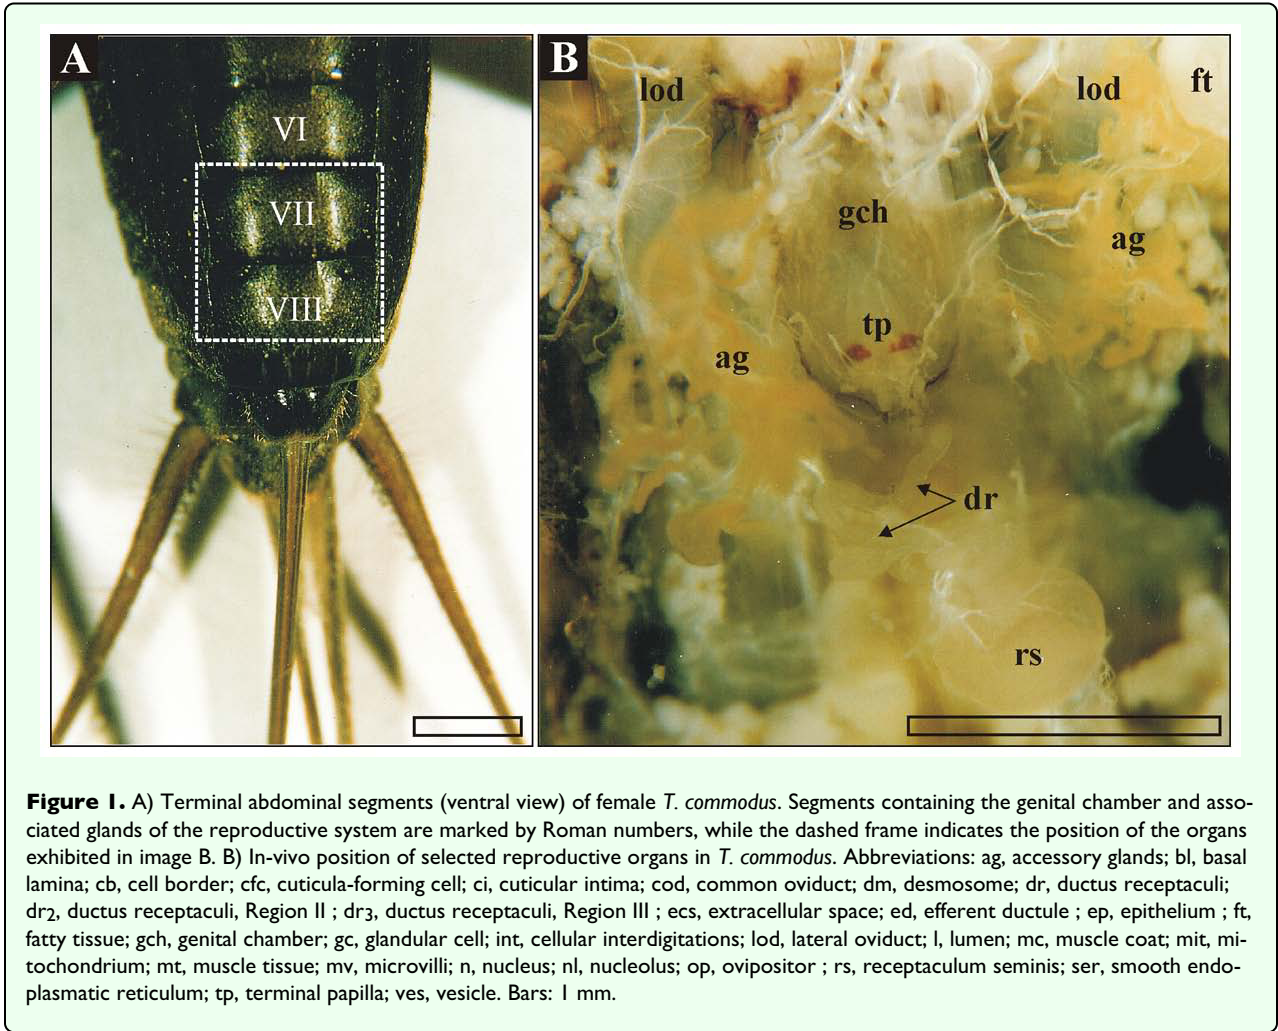 A
B
VI
VII
VIII
lod
lod
ft
gch
ag
tp
ag
dr
rs
Figure 1. A) Terminal abdominal segments (ventral view) of female T. commodus. Segments containing the genital chamber and asso-
ciated glands of the reproductive system are marked by Roman numbers, while the dashed frame indicates the position of the organs
exhibited in image B. B) In-vivo position of selected reproductive organs in T. commodus. Abbreviations: ag, accessory glands; bl, basal
lamina; cb, cell border; cfc, cuticula-forming cell; ci, cuticular intima; cod, common oviduct; dm, desmosome; dr, ductus receptaculi;
dr2, ductus receptaculi, Region II ; dr3, ductus receptaculi, Region III ; ecs, extracellular space; ed, efferent ductule ; ep, epithelium ; ft,
fatty tissue; gch, genital chamber; gc, glandular cell; int, cellular interdigitations; lod, lateral oviduct; l, lumen; mc, muscle coat; mit, mi-
tochondrium; mt, muscle tissue; mv, microvilli; n, nucleus; nl, nucleolus; op, ovipositor ; rs, receptaculum seminis; ser, smooth endo-
plasmatic reticulum; tp, terminal papilla; ves, vesicle. Bars: 1 mm.